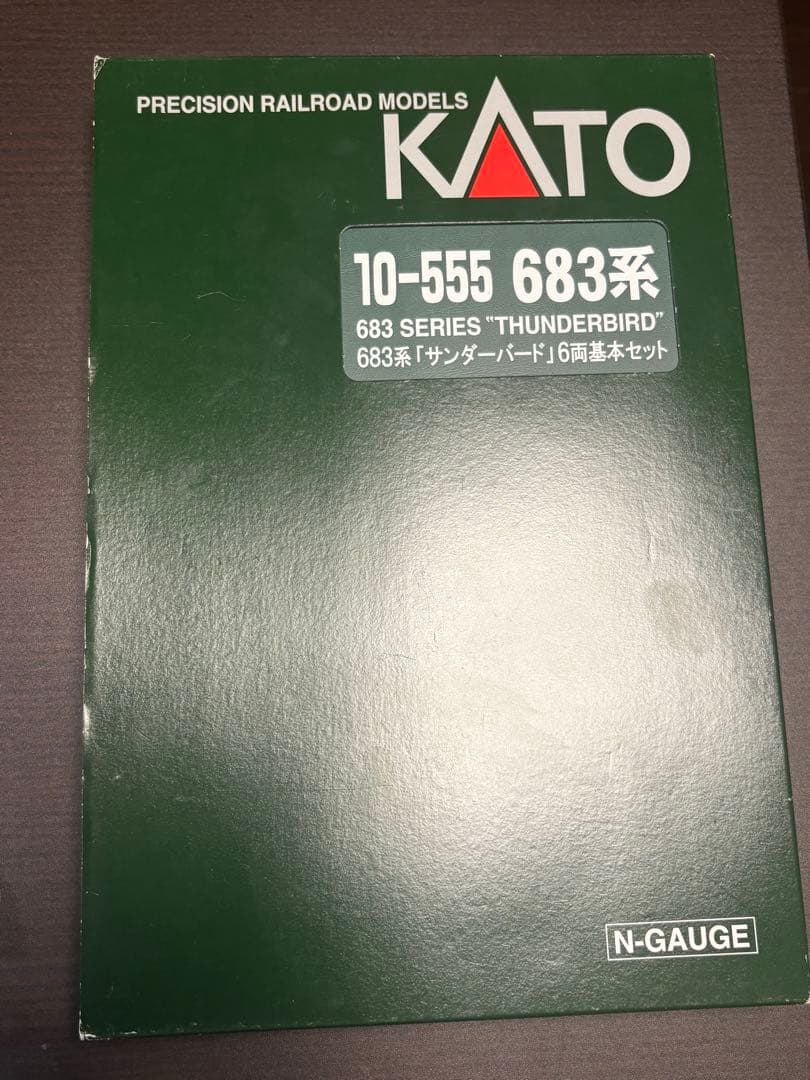 PRECISION RAILROAD MODELS
KATO
10-555 683系
683 SERIES "THUNDERBIRD"
683系「サンダーバード」6両基本セット
N-GAUGE